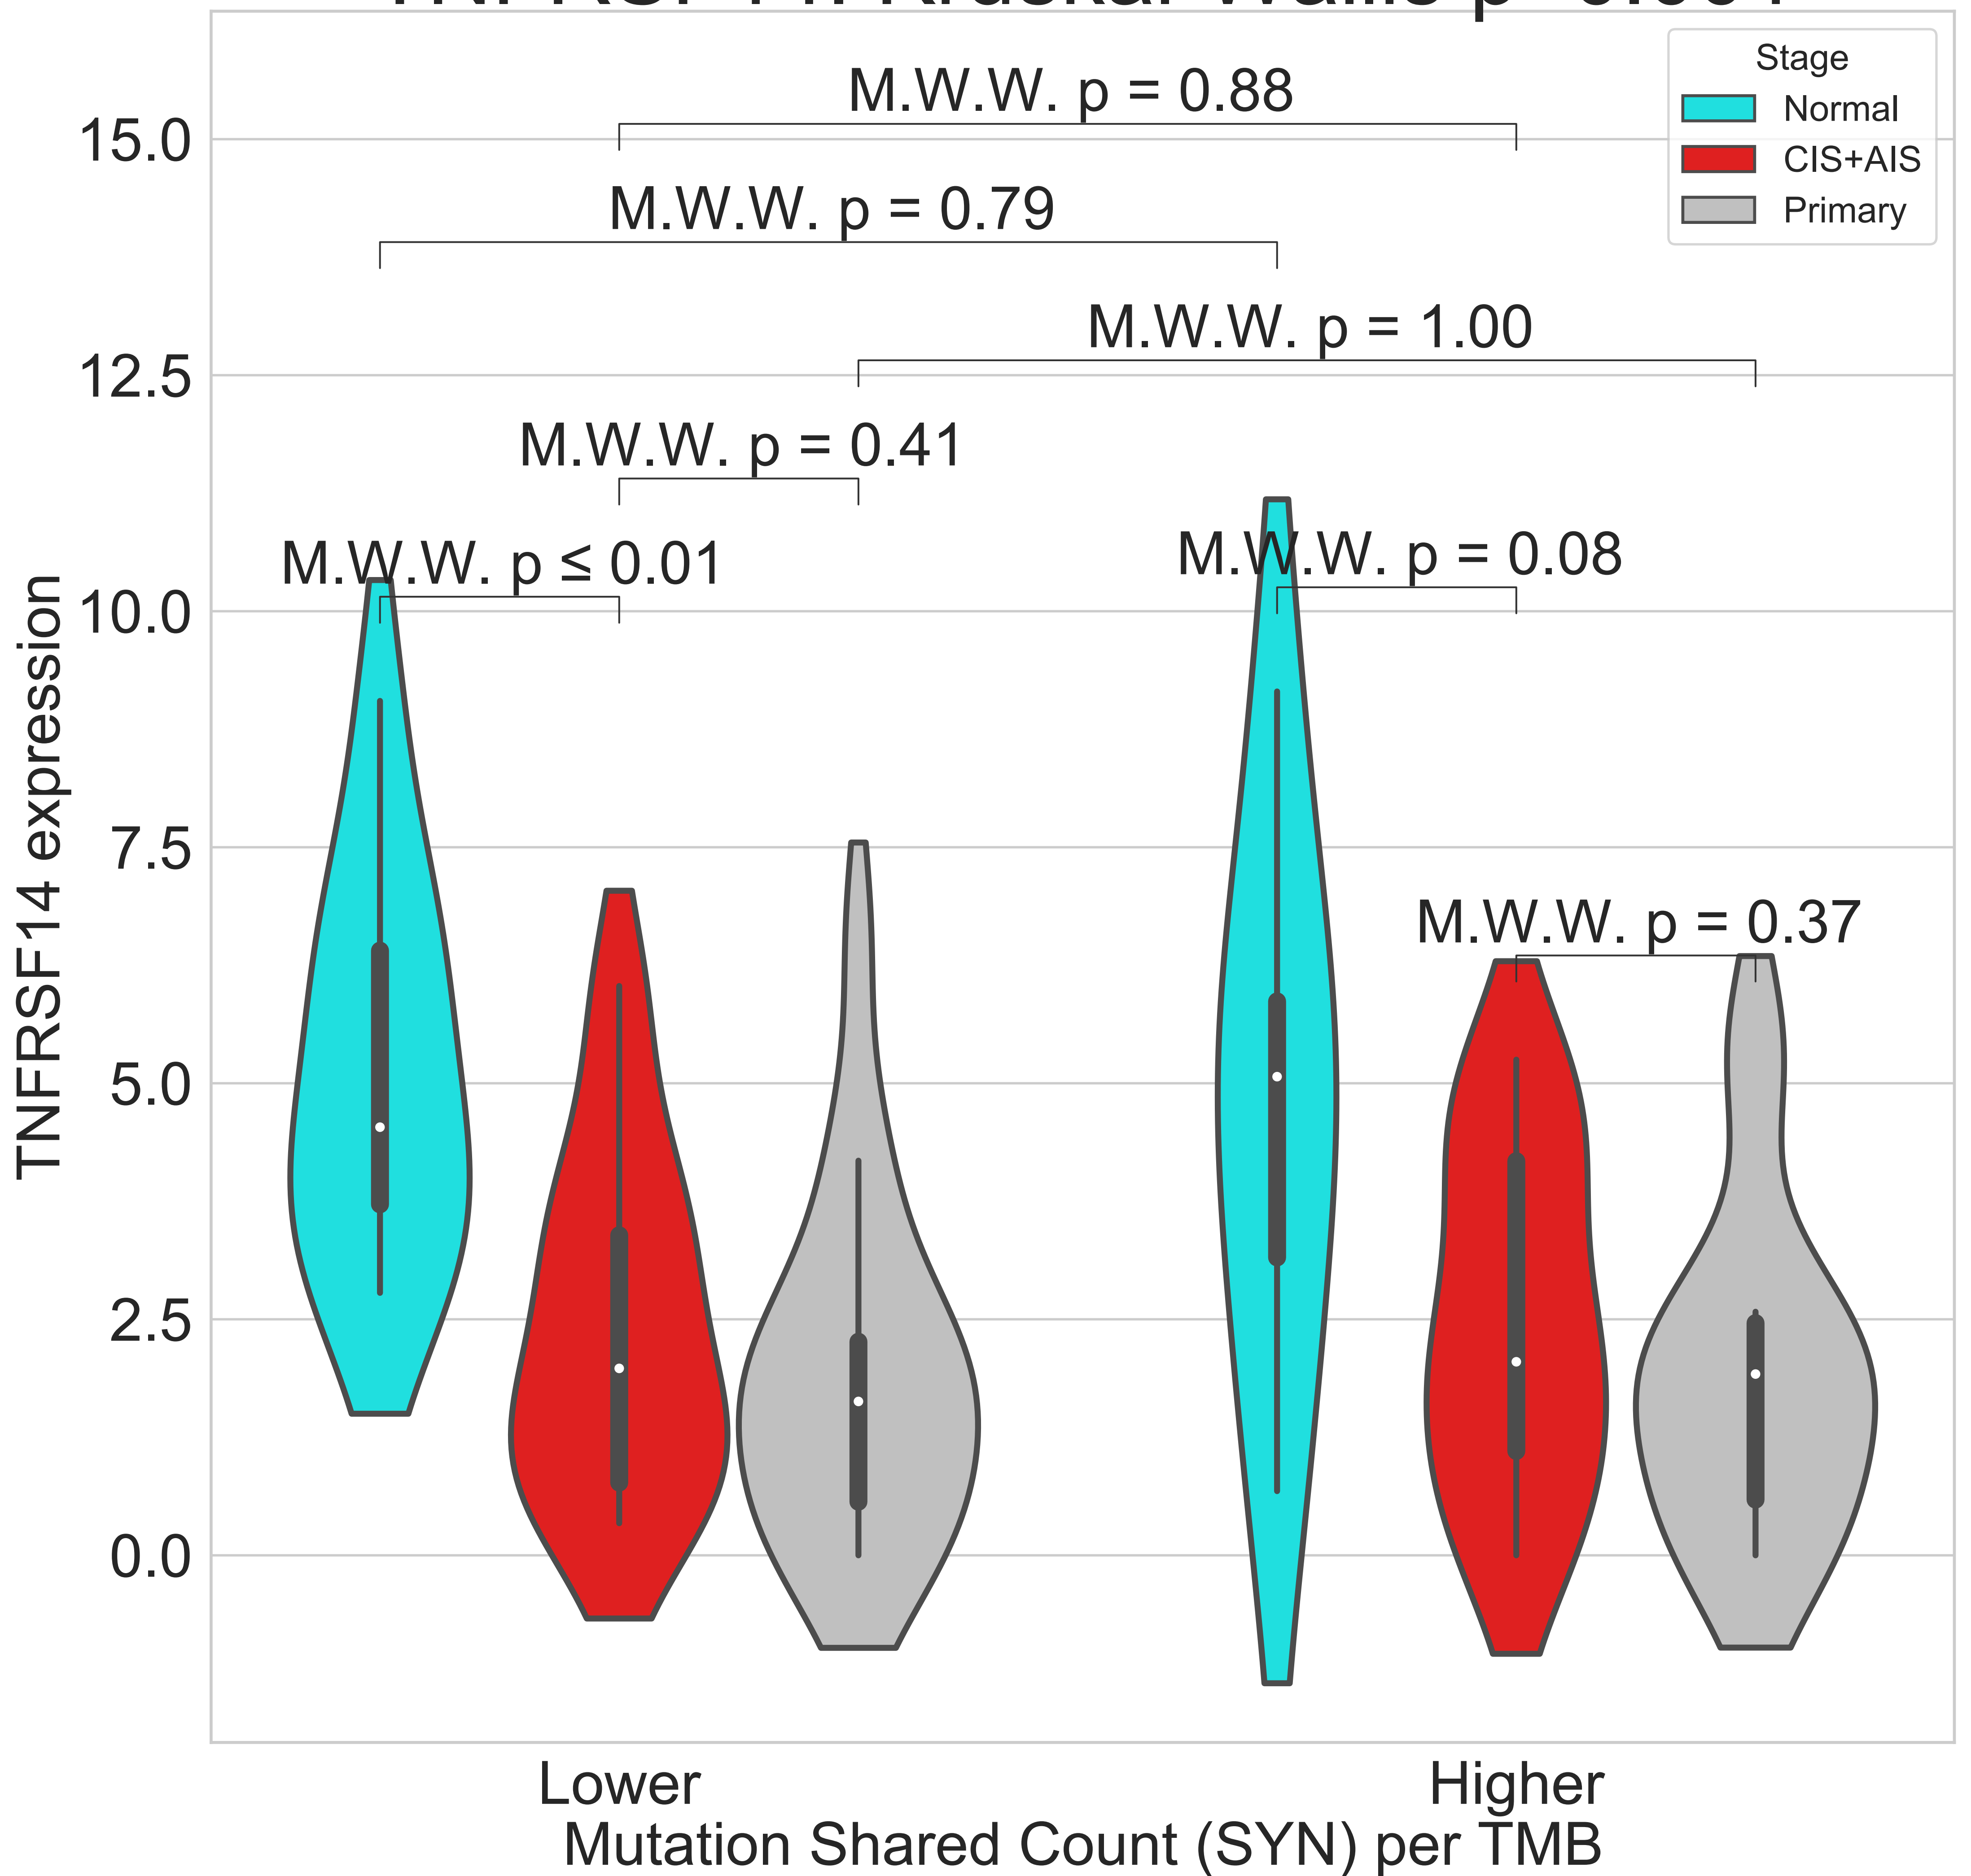 Stage
Normal
CIS+AIS
Primary
M.W.W. p = 0.88
M.W.W. p = 0.79
M.W.W. p = 1.00
M.W.W. p = 0.41
M.W.W. p ≤ 0.01
M.W.W. p = 0.08
M.W.W. p = 0.37
15.0
12.5
10.0
7.5
5.0
2.5
0.0
TNFRSF14 expression
Lower
Higher
Mutation Shared Count (SYN) per TMB